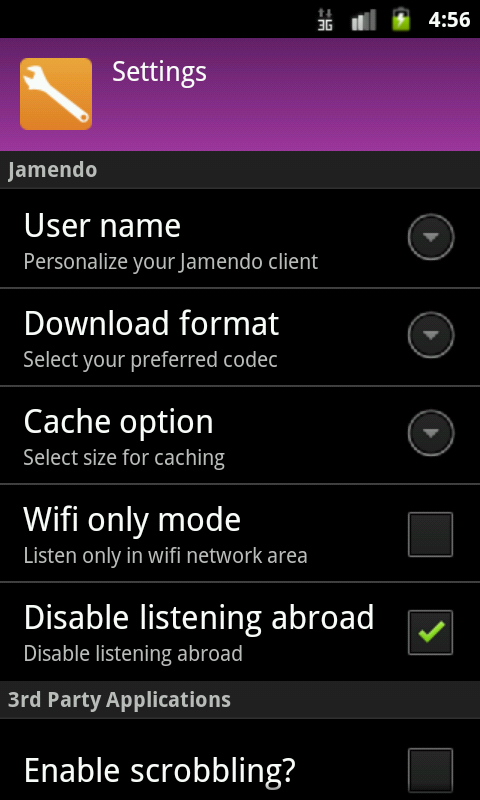 3G 4:56
Settings
Jamendo
User name
Personalize your Jamendo client
Download format
Select your preferred codec
Cache option
Select size for caching
Wifi only mode
Listen only in wifi network area
Disable listening abroad
Disable listening abroad
3rd Party Applications
Enable scrobbling?